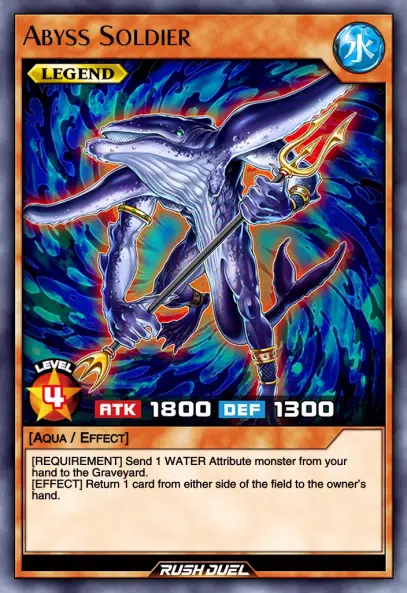 Abyss Soldier
水
LEGEND
LEVEL
4
ATK 1800 DEF 1300
[Aqua / Effect]
[REQUIREMENT] Send 1 WATER Attribute monster from your
hand to the Graveyard.
[EFFECT] Return 1 card from either side of the field to the owner's
hand.
RUSH DUEL